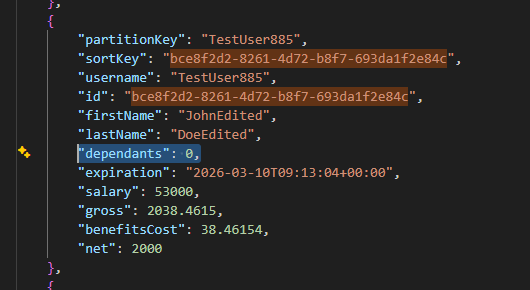 },
{
"partitionKey": "TestUser885",
"sortKey": "bce8f2d2-8261-4d72-b8f7-693da1f2e84c",
"username": "TestUser885",
"id": "bce8f2d2-8261-4d72-b8f7-693da1f2e84c",
"firstName": "JohnEdited",
"lastName": "DoeEdited",
"dependants": 0,
"expiration": "2026-03-10T09:13:04+00:00",
"salary": 53000,
"gross": 2038.4615,
"benefitsCost": 38.46154,
"net": 2000
},
{